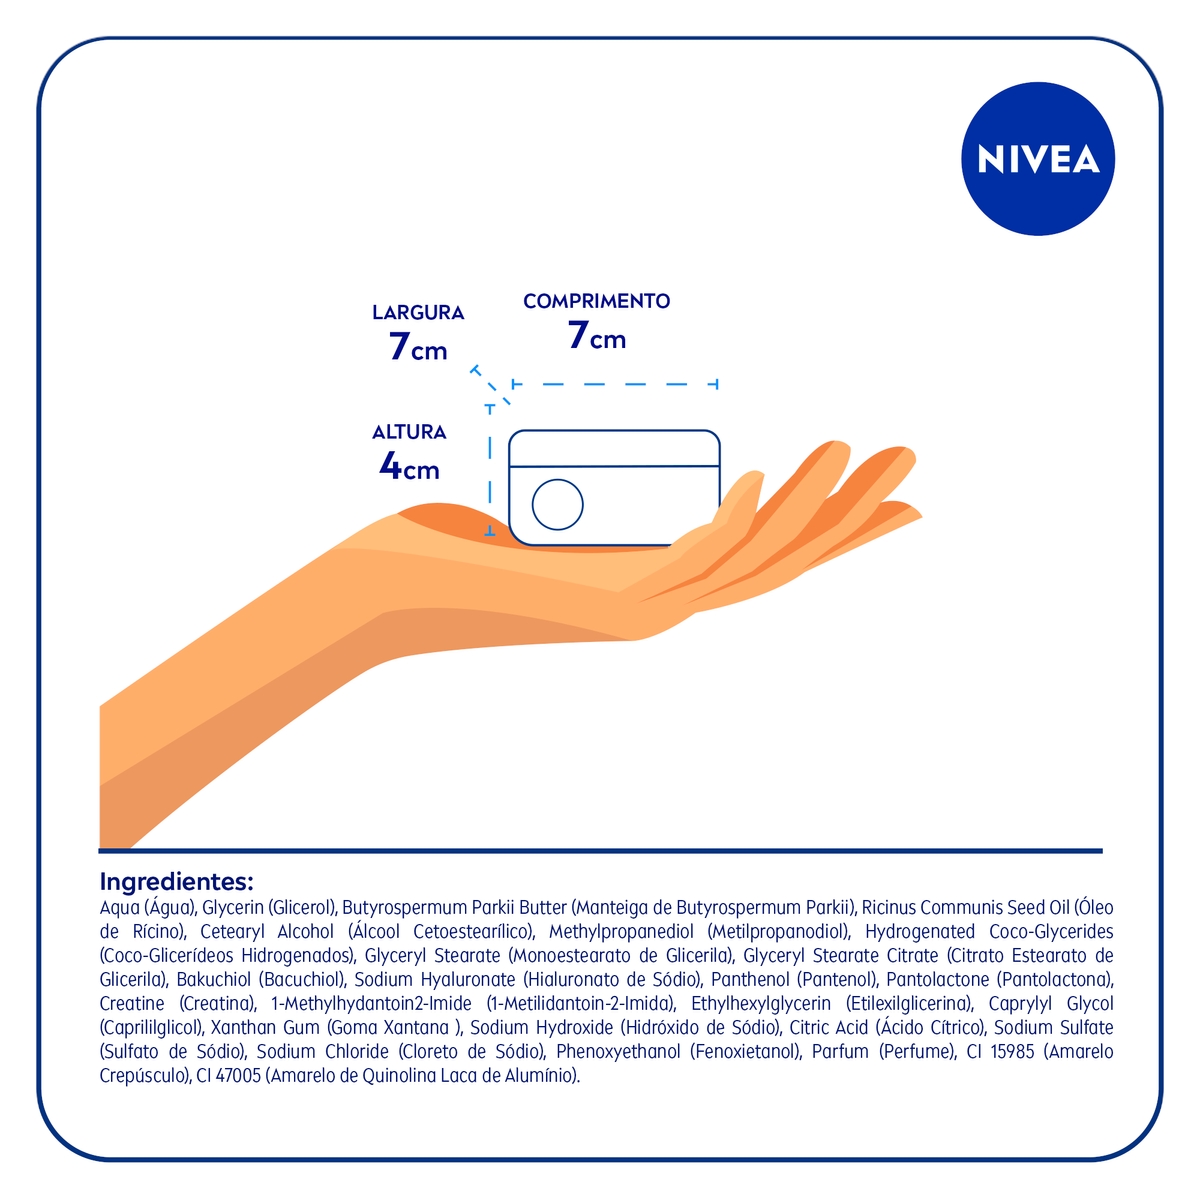 NIVEA
LARGURA
7cm
COMPRIMENTO
7cm
ALTURA
4cm
Ingredientes:
Aqua (Água), Glycerin (Glicerol), Butyrospermum Parkii Butter (Manteiga de Butyrospermum Parkii), Ricinus Communis Seed Oil (Óleo
de Rícino), Cetearyl Alcohol (Álcool Cetoestearílico), Methylpropanediol (Metilpropanodiol), Hydrogenated Coco-Glycerides
(Coco-Glicerídeos Hidrogenados), Glyceryl Stearate (Monoestearato de Glicerila), Glyceryl Stearate Citrate (Citrato Estearato de
Glicerila), Bakuchiol (Bacuchiol), Sodium Hyaluronate (Hialuronato de Sódio), Panthenol (Pantenol), Pantolactone (Pantolactona),
Creatine (Creatina), 1-Methylhydantoin2-Imide (1-Metilidantoin-2-Imida), Ethylhexylglycerin (Etilexilglicerina), Caprylyl Glycol
(Caprililglicol), Xanthan Gum (Goma Xantana ), Sodium Hydroxide (Hidróxido de Sódio), Citric Acid (Ácido Cítrico), Sodium Sulfate
(Sulfato de Sódio), Sodium Chloride (Cloreto de Sódio), Phenoxyethanol (Fenoxietanol), Parfum (Perfume), CI 15985 (Amarelo
Crepúsculo), CI 47005 (Amarelo de Quinolina Laca de Alumínio).